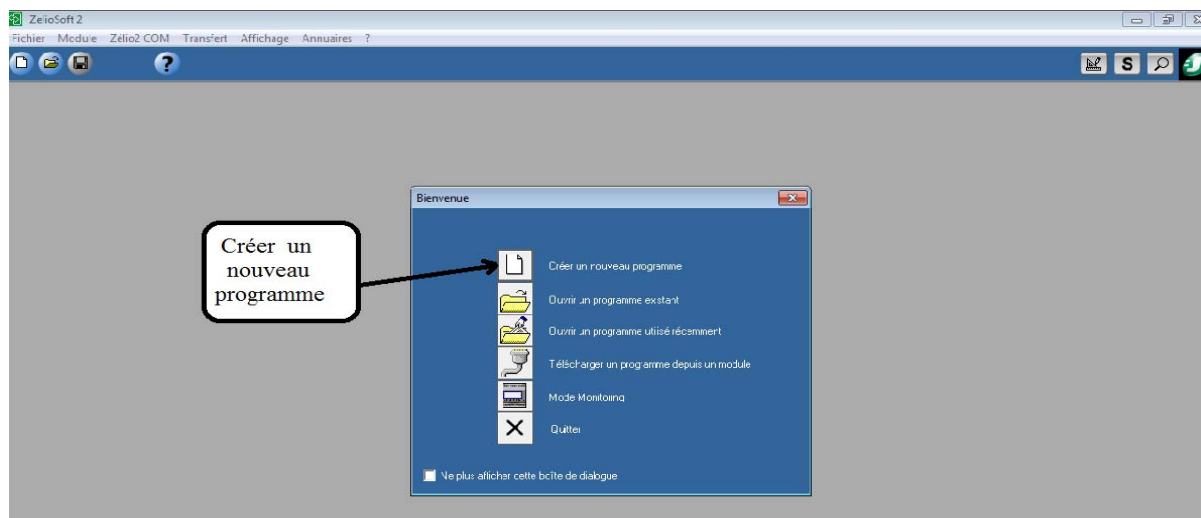 ZelioSoft 2
Fichier Module Zelio2 COM Transfert Affichage Annuaires ?
?
S
Bienvenue
Créer un
nouveau
programme
Créer un nouveau programme
Ouvrir un programme existant
Ouvrir un programme utilisé récemment
Télécharger un programme depuis un module
Mode Monitoring
Quitter
Ne plus afficher cette boîte de dialogue